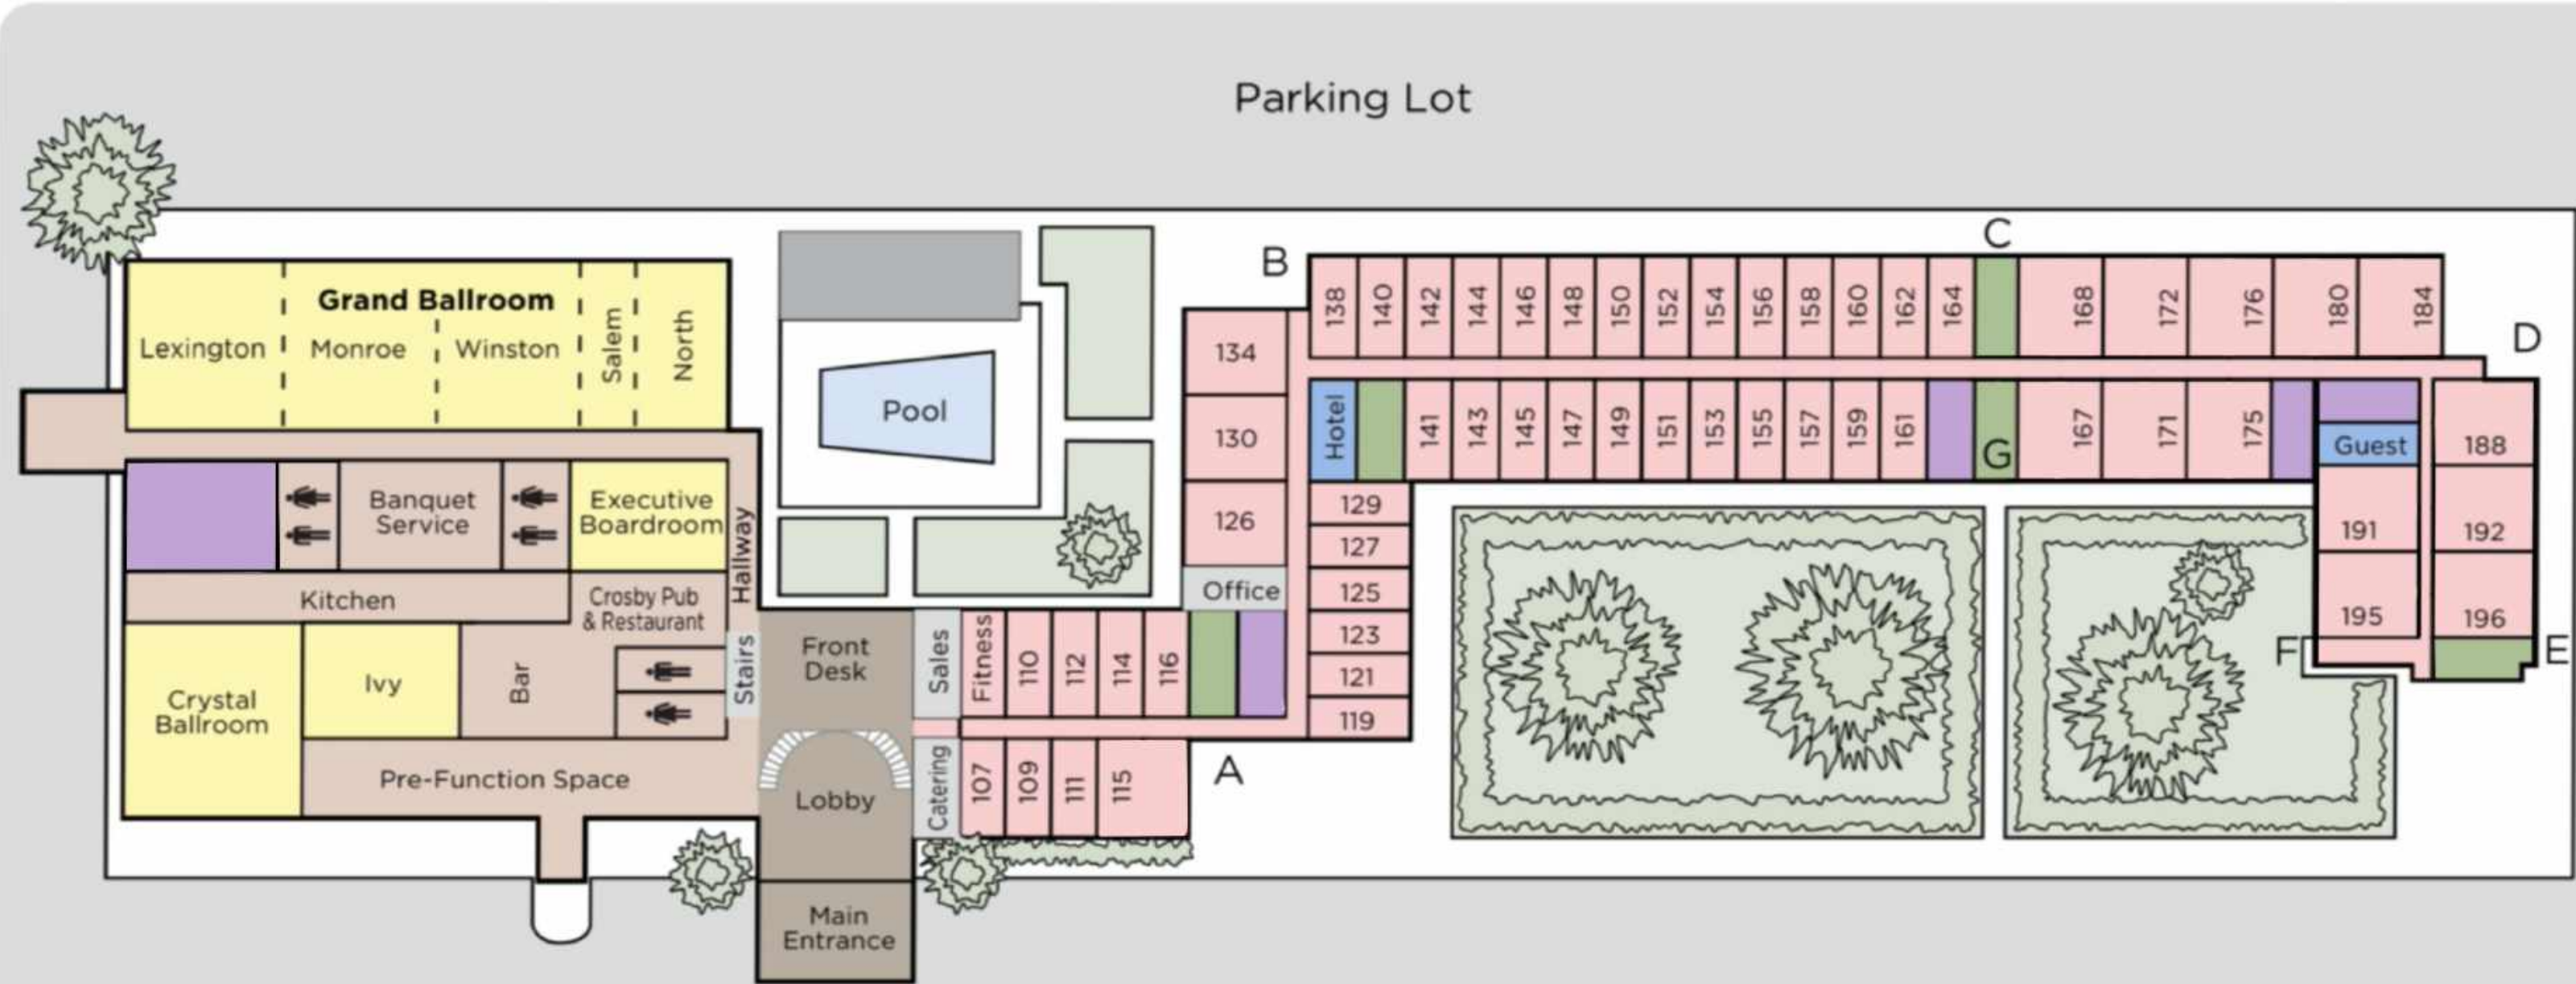 Parking Lot
Grand Ballroom
Lexington
Monroe
Winston
Salem
North
Banquet
Service
Executive
Boardroom
Hallway
Kitchen
Crosby Pub
& Restaurant
Crystal
Ballroom
Ivy
Bar
Stairs
Pre-Function Space
Pool
Front
Desk
Lobby
Main
Entrance
Sales
Fitness
110
112
114
116
Catering
107
109
111
115
A
B
134
130
126
Office
138
140
142
144
146
148
150
152
154
156
158
160
162
164
C
168
172
176
180
184
D
Hotel
141
143
145
147
149
151
153
155
157
159
161
G
167
171
175
Guest
188
129
127
125
123
121
119
191
192
195
196
F
E